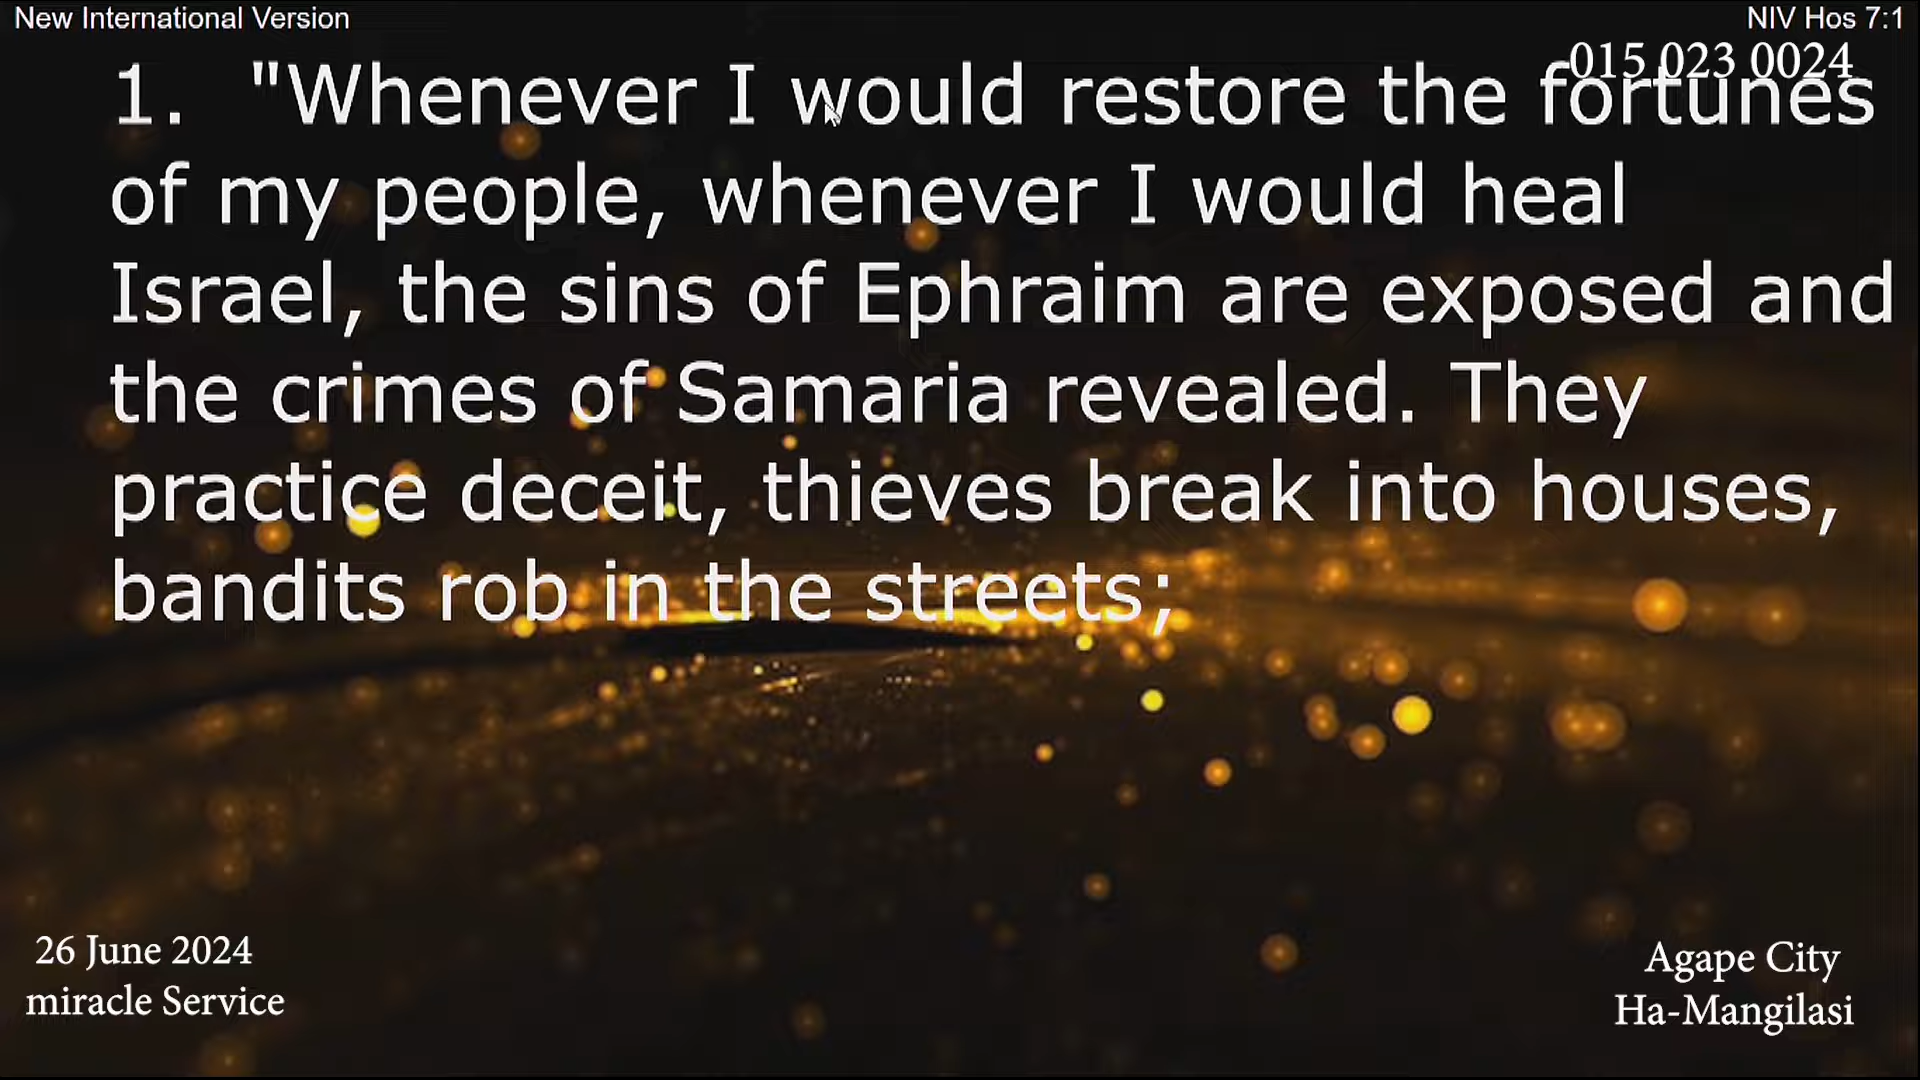 New International Version
NIV Hos 7:1
015 023 0024
1. "Whenever I would restore the fortunes
of my people, whenever I would heal
Israel, the sins of Ephraim are exposed and
the crimes of Samaria revealed. They
practice deceit, thieves break into houses,
bandits rob in the streets;
26 June 2024
miracle Service
Agape City
Ha-Mangilasi